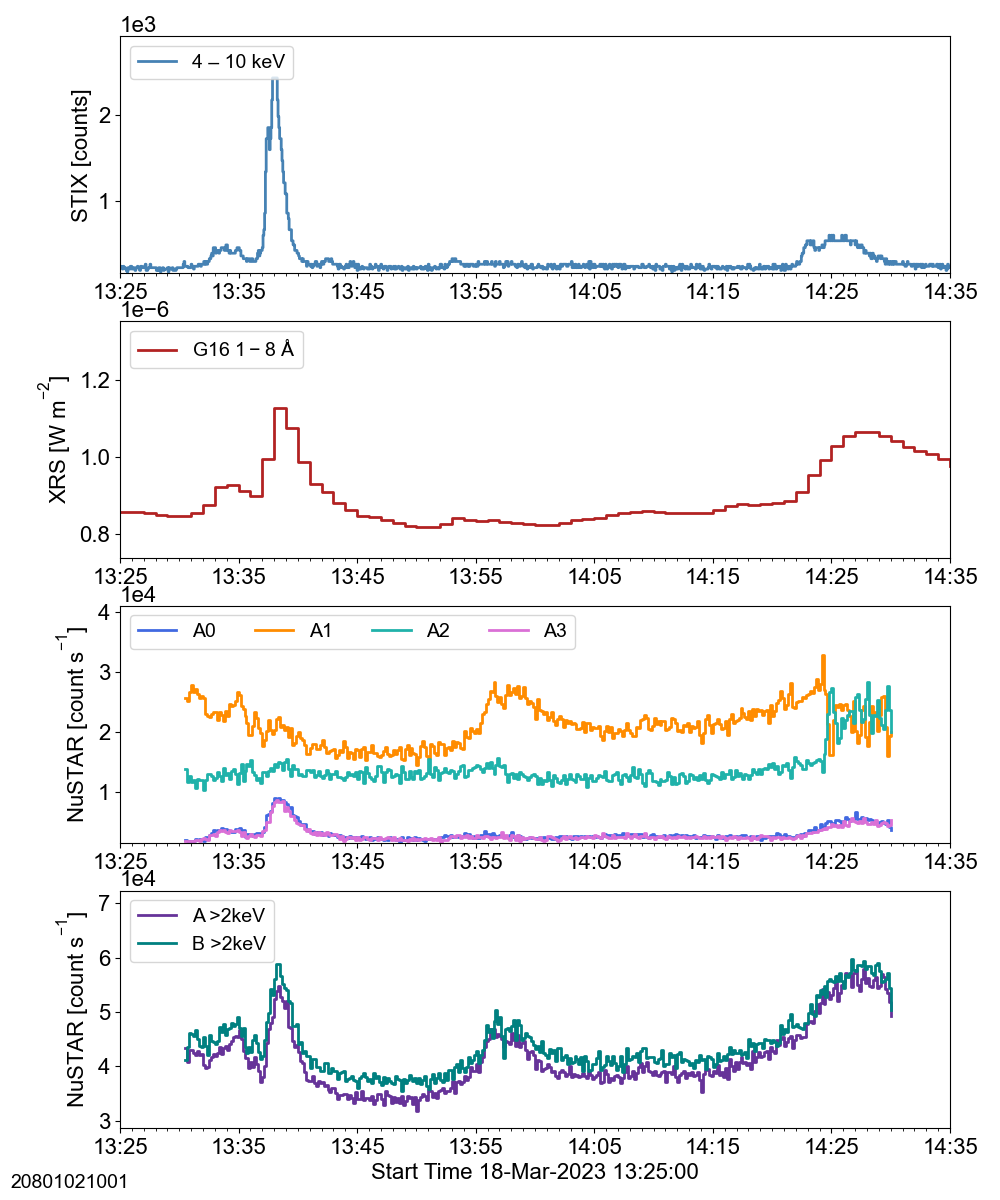 1e3
4 – 10 keV
STIX [counts]
2
1
13:25 13:35 13:45 13:55 14:05 14:15 14:25 14:35
1e−6
G16 1 − 8 Å
XRS [W m⁻²]
1.2
1.0
0.8
13:25 13:35 13:45 13:55 14:05 14:15 14:25 14:35
1e4
A0 A1 A2 A3
NuSTAR [count s⁻¹]
4
3
2
1
13:25 13:35 13:45 13:55 14:05 14:15 14:25 14:35
1e4
A >2keV
B >2keV
NuSTAR [count s⁻¹]
7
6
5
4
3
13:25 13:35 13:45 13:55 14:05 14:15 14:25 14:35
Start Time 18-Mar-2023 13:25:00
20801021001